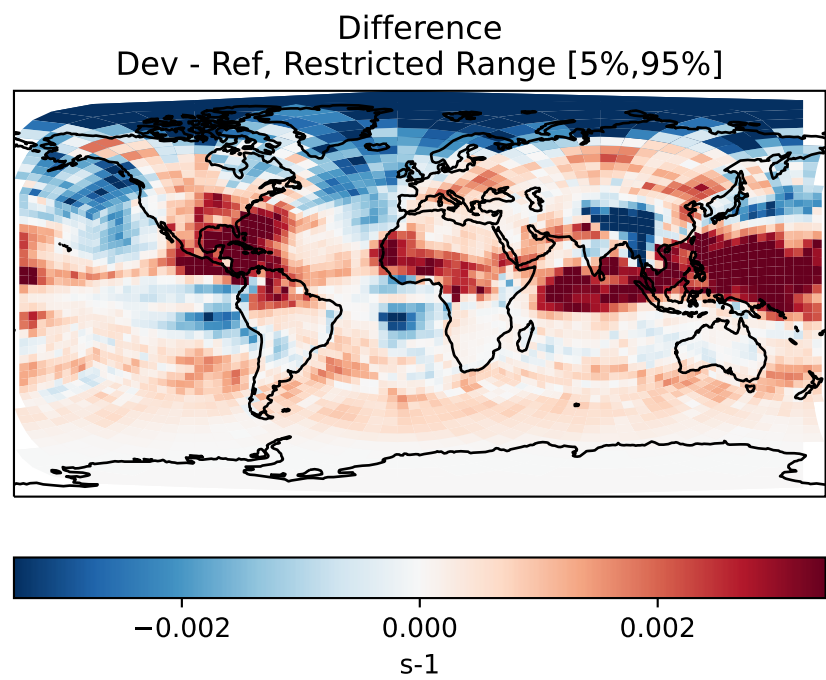 Difference
Dev - Ref, Restricted Range [5%,95%]
−0.002 0.000 0.002
s-1